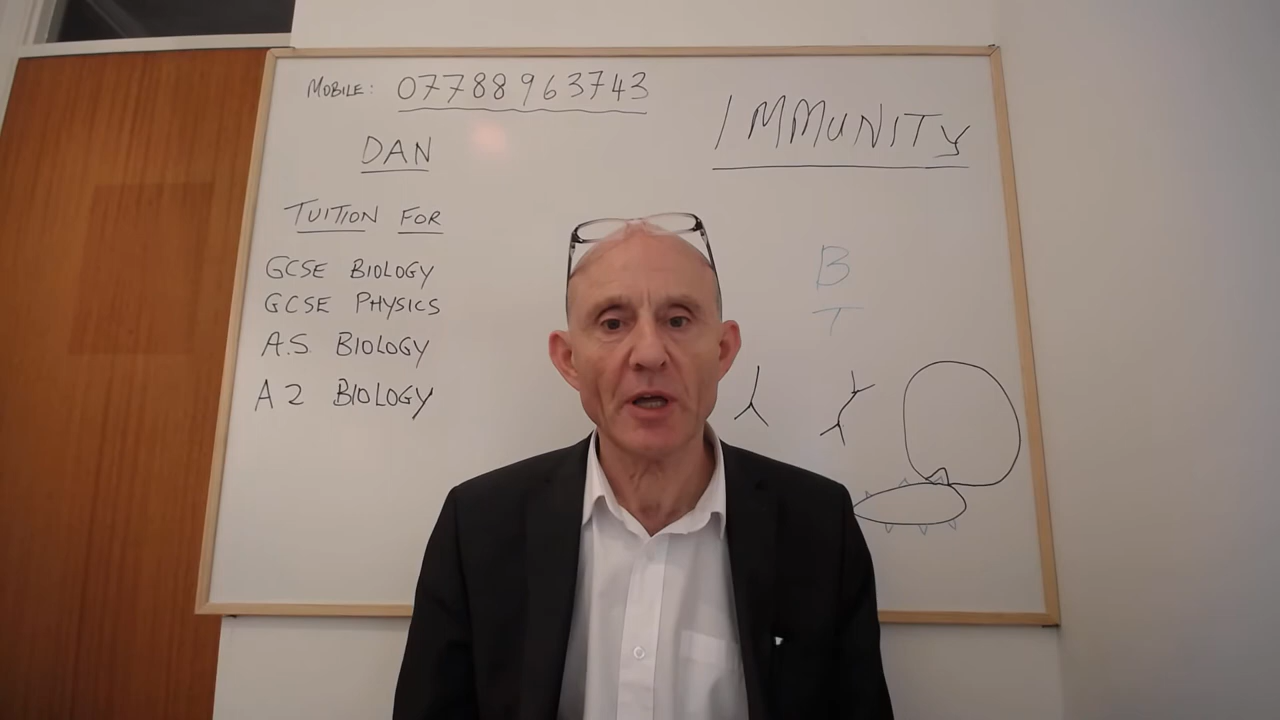 MOBILE: 07788963743
DAN
TUITION FOR
GCSE BIOLOGY
GCSE PHYSICS
A.S. BIOLOGY
A2 BIOLOGY
IMMUNITY
B
T